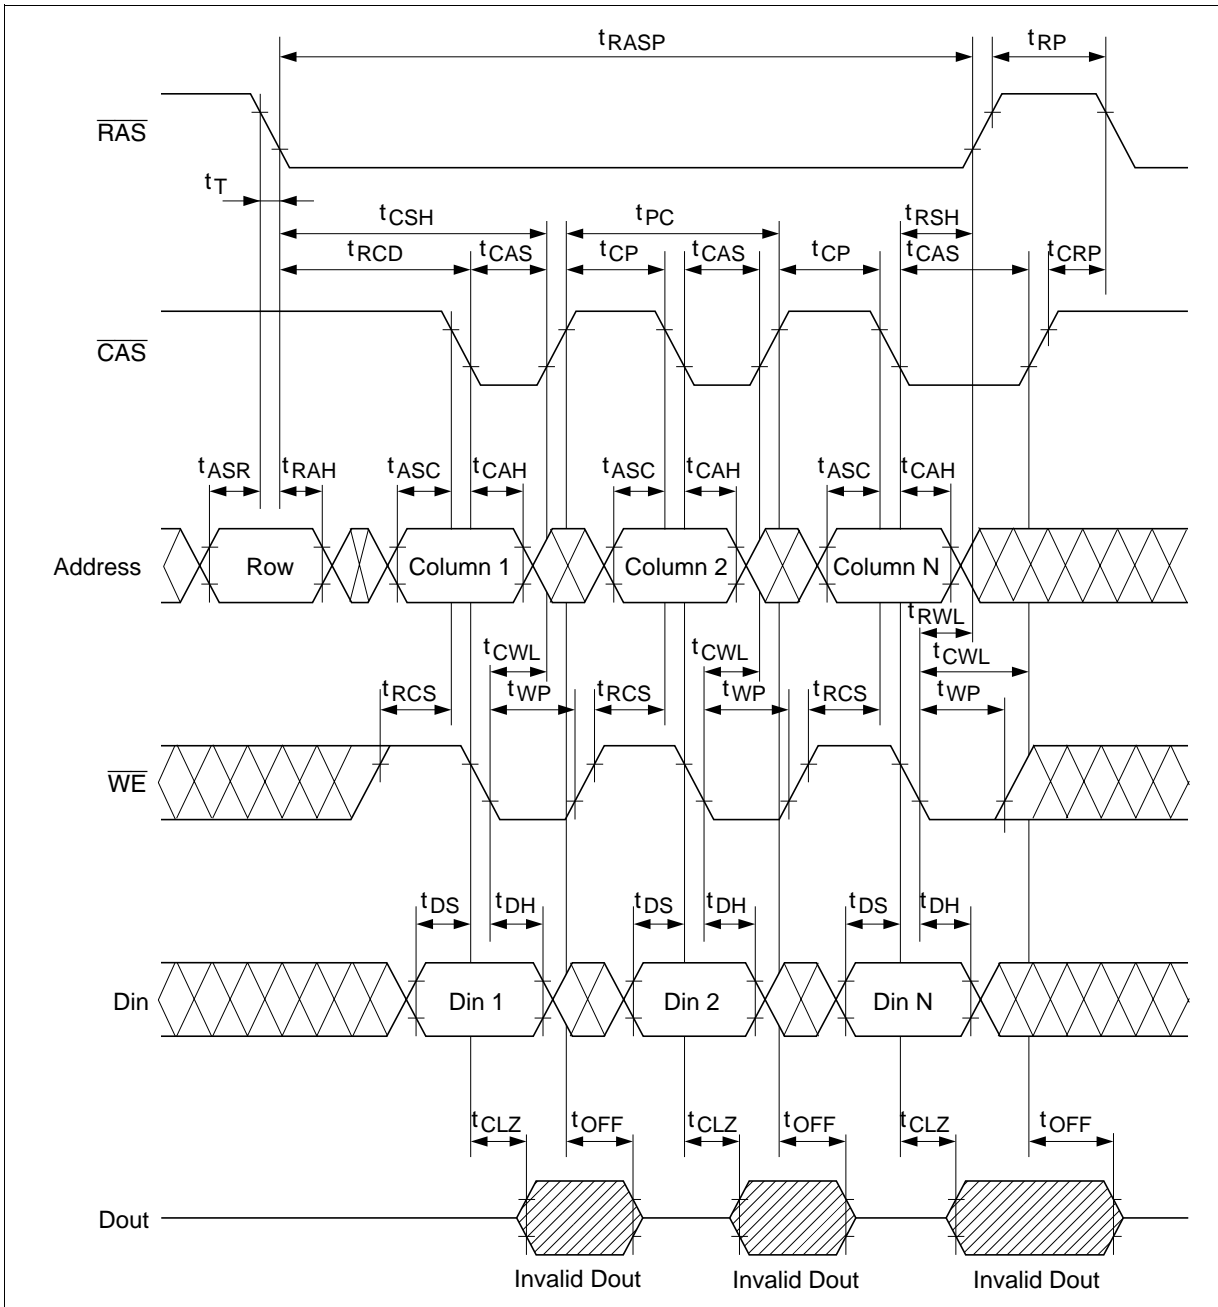 tRASP
tRP
RAS
tT
tCSH
tPC
tRSH
tRCD
tCAS
tCP
tCAS
tCP
tCAS
tCRP
CAS
tASR
tRAH
tASC
tCAH
tASC
tCAH
tASC
tCAH
Address
Row
Column 1
Column 2
Column N
tRWL
tCWL
tCWL
tCWL
tRCS
tWP
tRCS
tWP
tRCS
tWP
WE
tDS
tDH
tDS
tDH
tDS
tDH
Din
Din 1
Din 2
Din N
tCLZ
tOFF
tCLZ
tOFF
tCLZ
tOFF
Dout
Invalid Dout
Invalid Dout
Invalid Dout